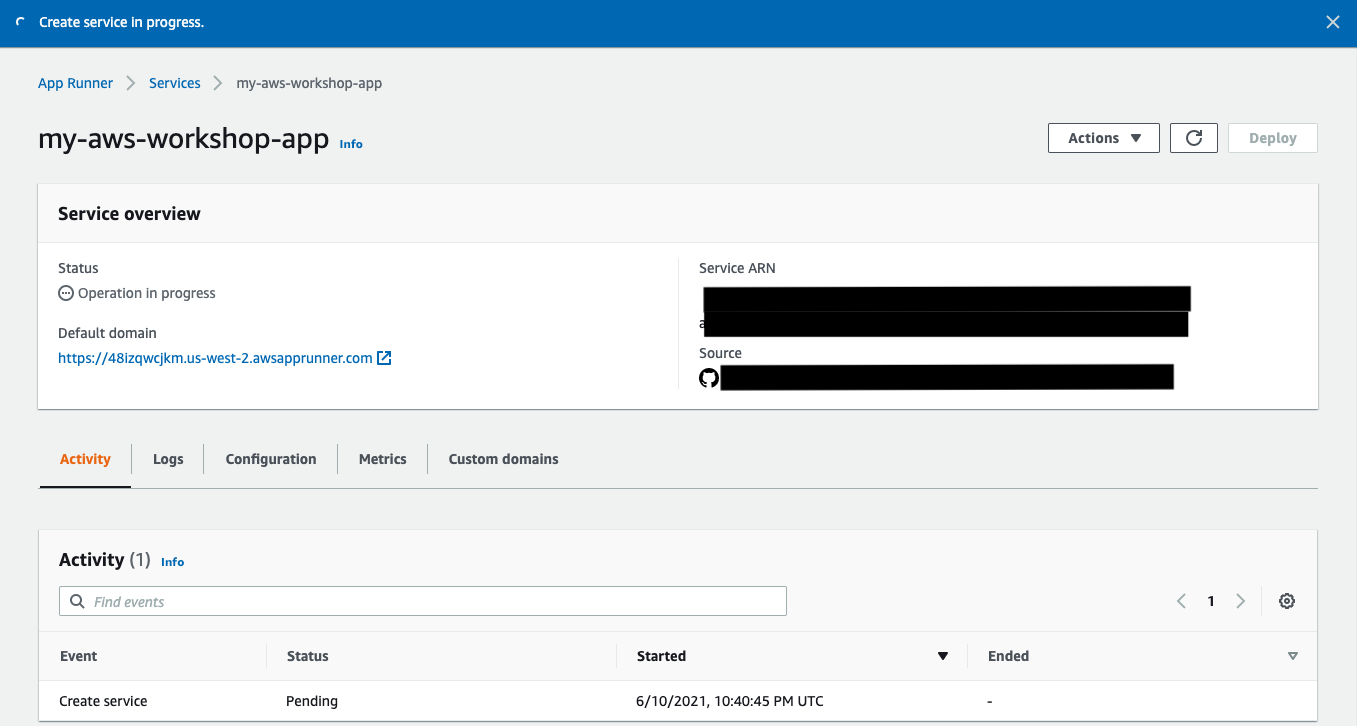 Create service in progress.
App Runner Services my-aws-workshop-app
my-aws-workshop-app Info
Actions Deploy
Service overview
Status
Operation in progress
Default domain
https://48izqwcjkm.us-west-2.awsapprunner.com
Service ARN
a
Source
Activity Logs Configuration Metrics Custom domains
Activity (1) Info
Find events
1
Event Status Started Ended
Create service Pending 6/10/2021, 10:40:45 PM UTC -